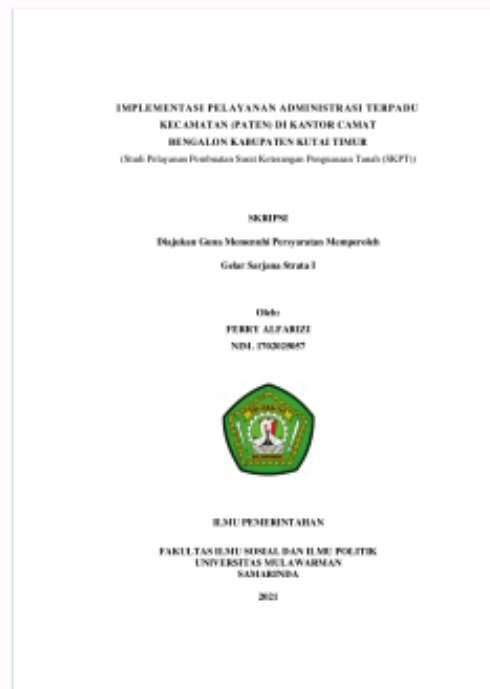 IMPLEMENTASI PELAYANAN ADMINISTRASI TERPADU
KECAMATAN (PATEN) DI KANTOR CAMAT
BENGALON KABUPATEN KUTAI TIMUR
(Studi Pelayanan Pembuatan Surat Keterangan Penguasaan Tanah (SKPT))
SKRIPSI
Diajukan Guna Memenuhi Persyaratan Memperoleh
Gelar Sarjana Strata I
Oleh:
FERRY ALFARIZI
NIM. 1702025057
ILMU PEMERINTAHAN
FAKULTAS ILMU SOSIAL DAN ILMU POLITIK
UNIVERSITAS MULAWARMAN
SAMARINDA
2021